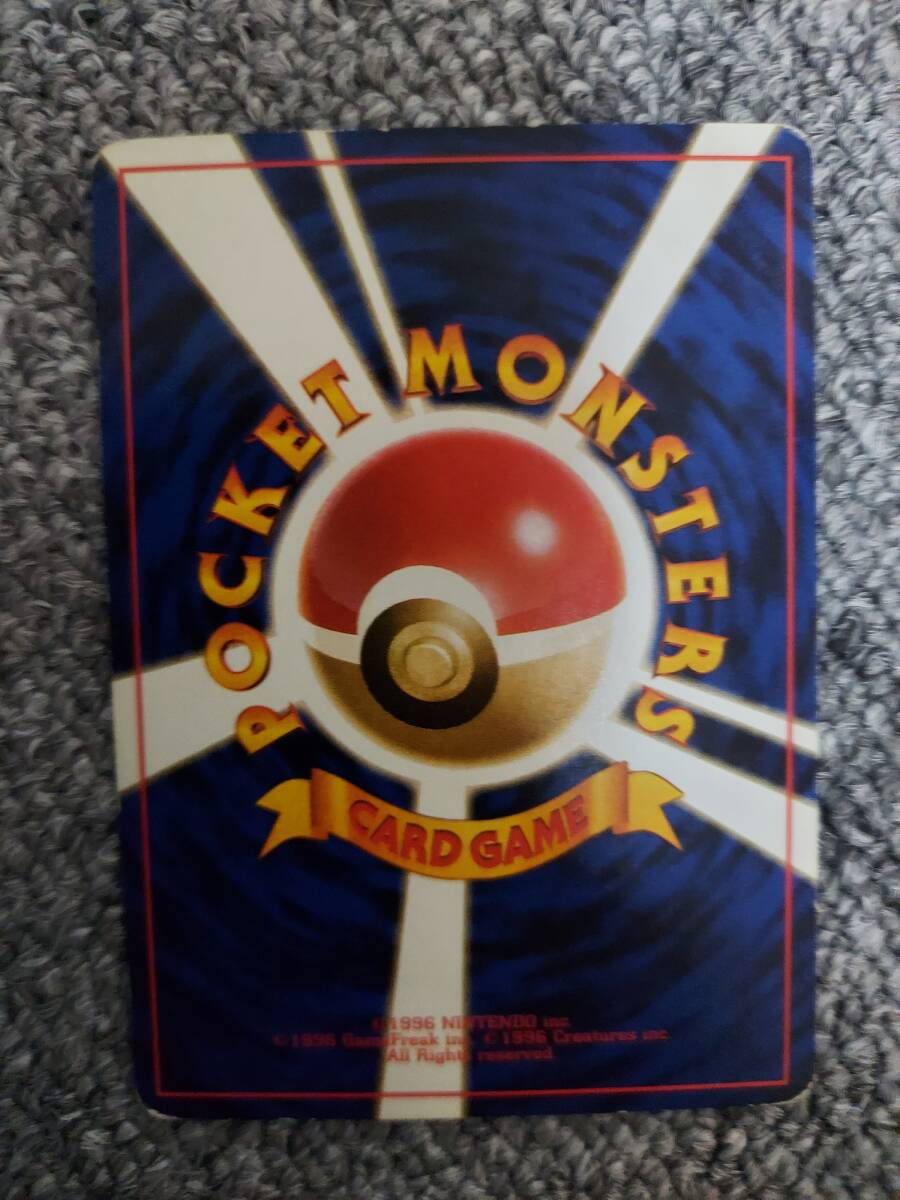 POCKET MONSTERS
CARD GAME
©1996 NINTENDO inc
©1996 GameFreak inc. ©1996 Creatures inc
All Rights reserved